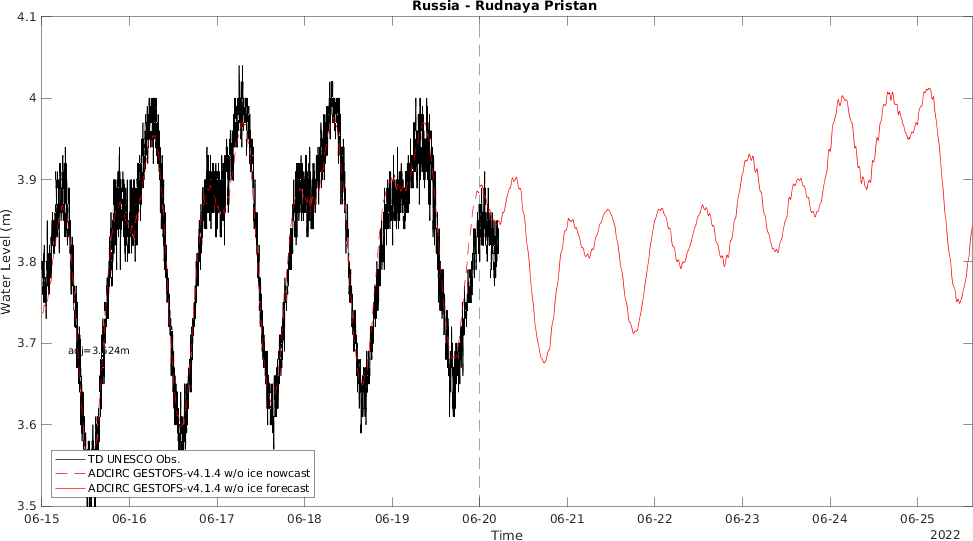 Russia - Rudnaya Pristan
4.1
4
3.9
3.8
3.7
3.6
3.5
Water Level (m)
adj=3.624m
TD UNESCO Obs.
ADCIRC GESTOFS-v4.1.4 w/o ice nowcast
ADCIRC GESTOFS-v4.1.4 w/o ice forecast
06-15 06-16 06-17 06-18 06-19 06-20 06-21 06-22 06-23 06-24 06-25
Time
2022